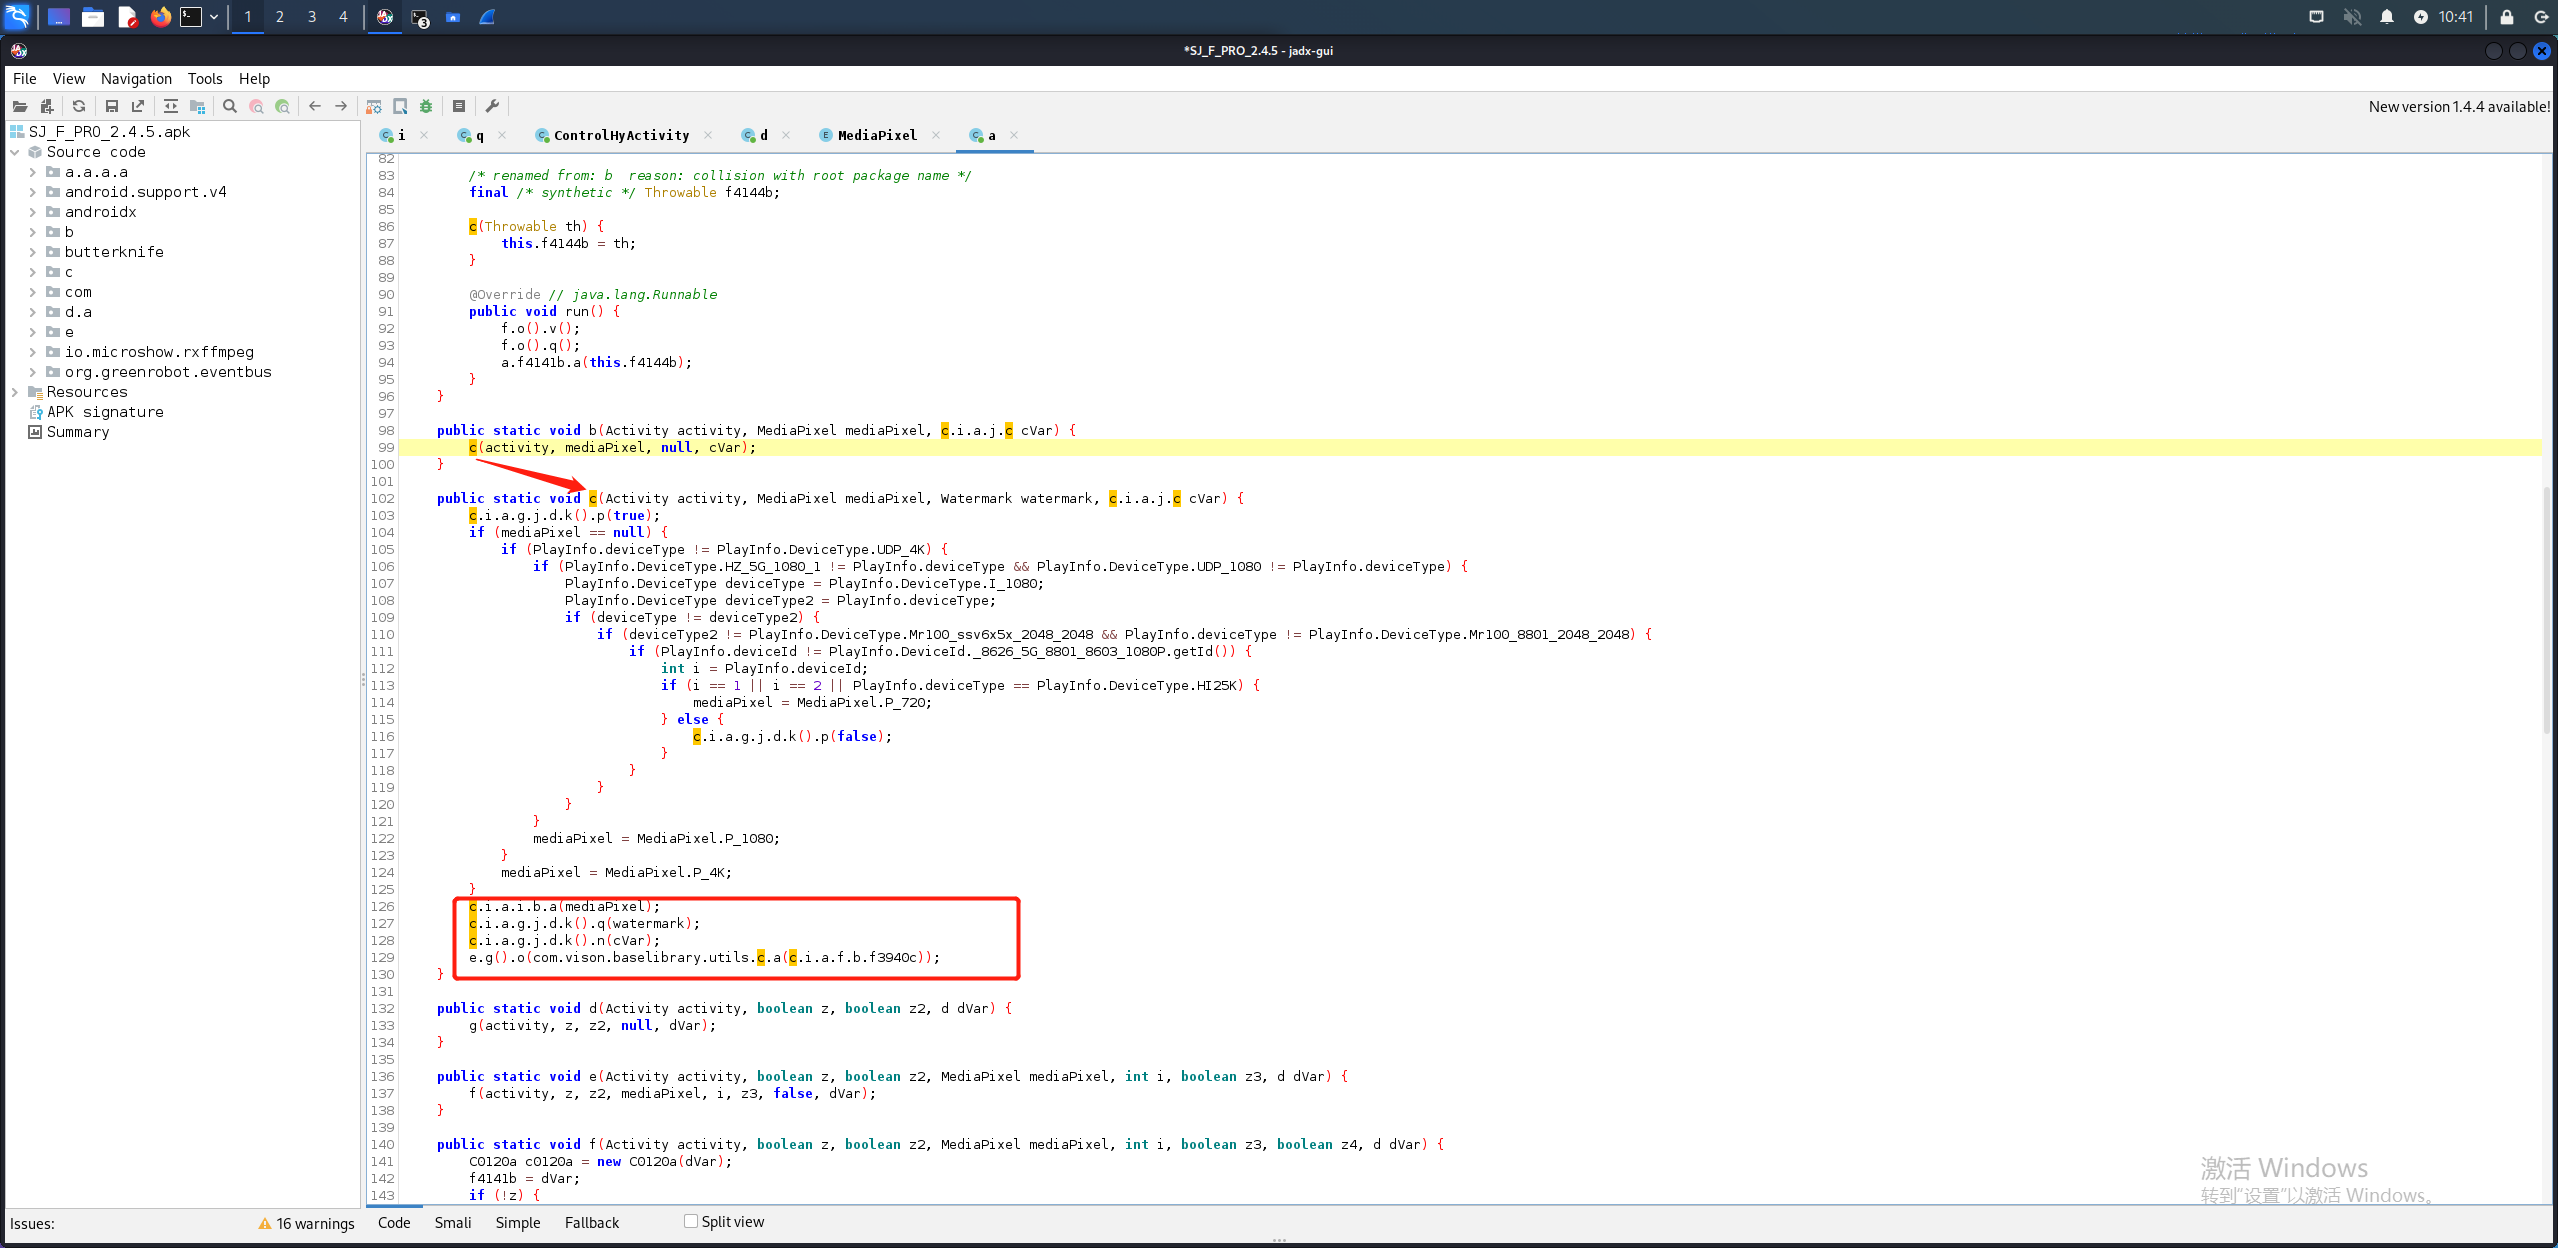 1 2 3 4
3
10:41
*SJ_F_PRO_2.4.5 - jadx-gui
File View Navigation Tools Help
New version 1.4.4 available!
SJ_F_PRO_2.4.5.apk
Source code
a.a.a.a
android.support.v4
androidx
b
butterknife
c
com
d.a
e
io.microshow.rxffmpeg
org.greenrobot.eventbus
Resources
APK signature
Summary
i q ControlHyActivity d MediaPixel a
82
83 /* renamed from: b  reason: collision with root package name */
84 final /* synthetic */ Throwable f4144b;
85
86 c(Throwable th) {
87 this.f4144b = th;
88 }
89
90 @Override // java.lang.Runnable
91 public void run() {
92 f.o().v();
93 f.o().q();
94 a.f4141b.a(this.f4144b);
95 }
96 }
97
98 public static void b(Activity activity, MediaPixel mediaPixel, c.i.a.j.c cVar) {
99 c(activity, mediaPixel, null, cVar);
100 }
101
102 public static void c(Activity activity, MediaPixel mediaPixel, Watermark watermark, c.i.a.j.c cVar) {
103 c.i.a.g.j.d.k().p(true);
104 if (mediaPixel == null) {
105 if (PlayInfo.deviceType != PlayInfo.DeviceType.UDP_4K) {
106 if (PlayInfo.DeviceType.HZ_5G_1080_1 != PlayInfo.deviceType && PlayInfo.DeviceType.UDP_1080 != PlayInfo.deviceType) {
107 PlayInfo.DeviceType deviceType = PlayInfo.DeviceType.I_1080;
108 PlayInfo.DeviceType deviceType2 = PlayInfo.deviceType;
109 if (deviceType != deviceType2) {
110 if (deviceType2 != PlayInfo.DeviceType.Mr100_ssv6x5x_2048_2048 && PlayInfo.deviceType != PlayInfo.DeviceType.Mr100_8801_2048_2048) {
111 if (PlayInfo.deviceId != PlayInfo.DeviceId._8626_5G_8801_8603_1080P.getId()) {
112 int i = PlayInfo.deviceId;
113 if (i == 1 || i == 2 || PlayInfo.deviceType == PlayInfo.DeviceType.HI25K) {
114 mediaPixel = MediaPixel.P_720;
115 } else {
116 c.i.a.g.j.d.k().p(false);
117 }
118 }
119 }
120 }
121 }
122 mediaPixel = MediaPixel.P_1080;
123 }
124 mediaPixel = MediaPixel.P_4K;
125 }
126 c.i.a.i.b.a(mediaPixel);
127 c.i.a.g.j.d.k().q(watermark);
128 c.i.a.g.j.d.k().n(cVar);
129 e.g().o(com.vison.baselibrary.utils.c.a(c.i.a.f.b.f3940c));
130 }
131
132 public static void d(Activity activity, boolean z, boolean z2, d dVar) {
133 g(activity, z, z2, null, dVar);
134 }
135
136 public static void e(Activity activity, boolean z, boolean z2, MediaPixel mediaPixel, int i, boolean z3, d dVar) {
137 f(activity, z, z2, mediaPixel, i, z3, false, dVar);
138 }
139
140 public static void f(Activity activity, boolean z, boolean z2, MediaPixel mediaPixel, int i, boolean z3, boolean z4, d dVar) {
141 C0120a c0120a = new C0120a(dVar);
142 f4141b = dVar;
143 if (!z) {
激活 Windows
转到"设置"以激活 Windows。
Issues: 16 warnings Code Smali Simple Fallback Split view